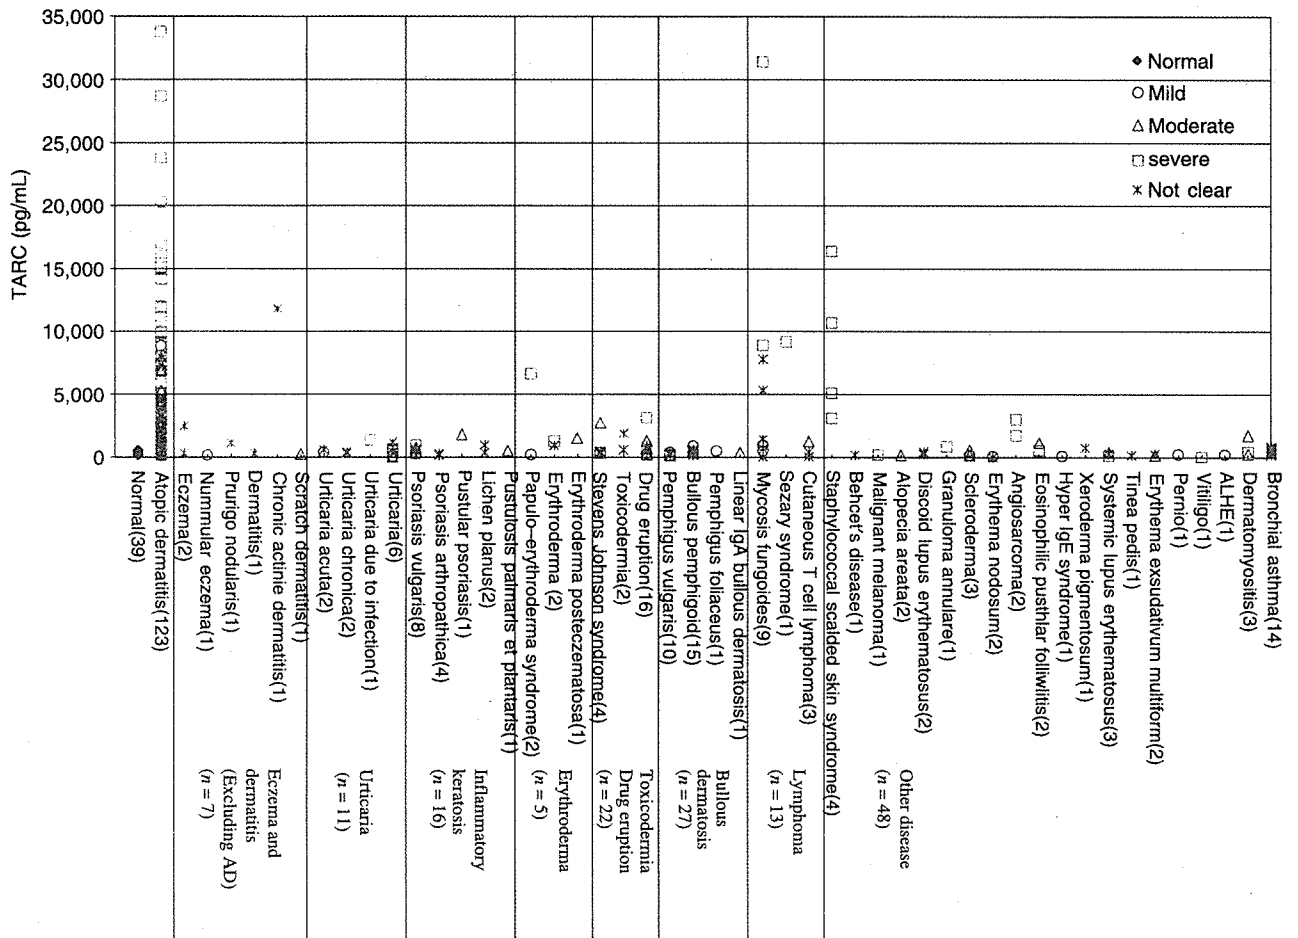 35,000
30,000
25,000
20,000
15,000
10,000
5,000
0
TARC (pg/mL)
Normal
Mild
Moderate
severe
Not clear
Normal(39)
Atopic dermatitis(123)
Eczema(2)
Nummular eczema(1)
Prurigo nodularis(1)
Dermatitis(1)
Chronic actinie dermatitis(1)
Scratch dermatitis(1)
Urticaria acuta(2)
Urticaria chronica(2)
Urticaria due to infection(1)
Urticaria(6)
Psoriasis vulgaris(8)
Psoriasis arthropathica(4)
Pustular psoriasis(1)
Lichen planus(2)
Pustulosis palmaris et plantaris(1)
Papulo-erythroderma syndrome(2)
Erythroderma (2)
Erythroderma posteczematosa(1)
Stevens Johnson syndrome(4)
Toxicodermia(2)
Drug eruption(16)
Pemphigus vulgaris(10)
Bullous pemphigoid(15)
Pemphigus foliaceus(1)
Linear IgA bullous dermatosis(1)
Mycosis fungoides(9)
Sezary syndrome(1)
Cutaneous T cell lymphoma(3)
Staphylococcal scalded skin syndrome(4)
Behcet's disease(1)
Malignant melanoma(1)
Alopecia areata(2)
Discoid lupus erythematosus(2)
Granuloma annulare(1)
Scleroderma(3)
Erythema nodosum(2)
Angiosarcoma(2)
Eosinophilic pusthlar folliwlitis(2)
Hyper IgE syndrome(1)
Xeroderma pigmentosum(1)
Systemic lupus erythematosus(3)
Tinea pedis(1)
Erythema exsudativum multiform(2)
Pernio(1)
Vitiligo(1)
ALHE(1)
Dermatomyositis(3)
Bronchial asthma(14)
Eczema and
dermatitis
(Excluding AD)
(n = 7)
Urticaria
(n = 11)
Inflammatory
keratosis
(n = 16)
Erythroderma
(n = 5)
Toxicodermia
Drug eruption
(n = 22)
Bullous
dermatosis
(n = 27)
Lymphoma
(n = 13)
Other disease
(n = 48)